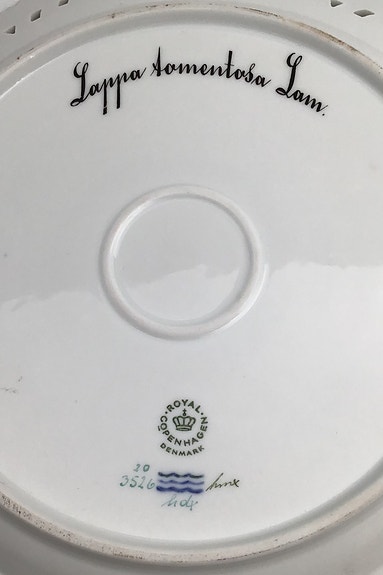 Lappa tomentosa Lam.
ROYAL
COPENHAGEN
DENMARK
20
3526